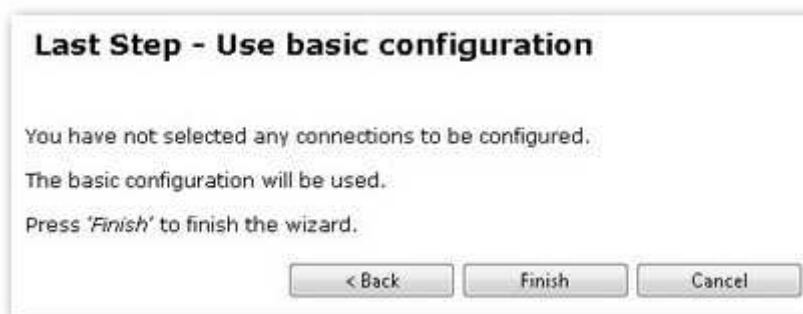 Last Step - Use basic configuration
You have not selected any connections to be configured.
The basic configuration will be used.
Press 'Finish' to finish the wizard.
< Back Finish Cancel